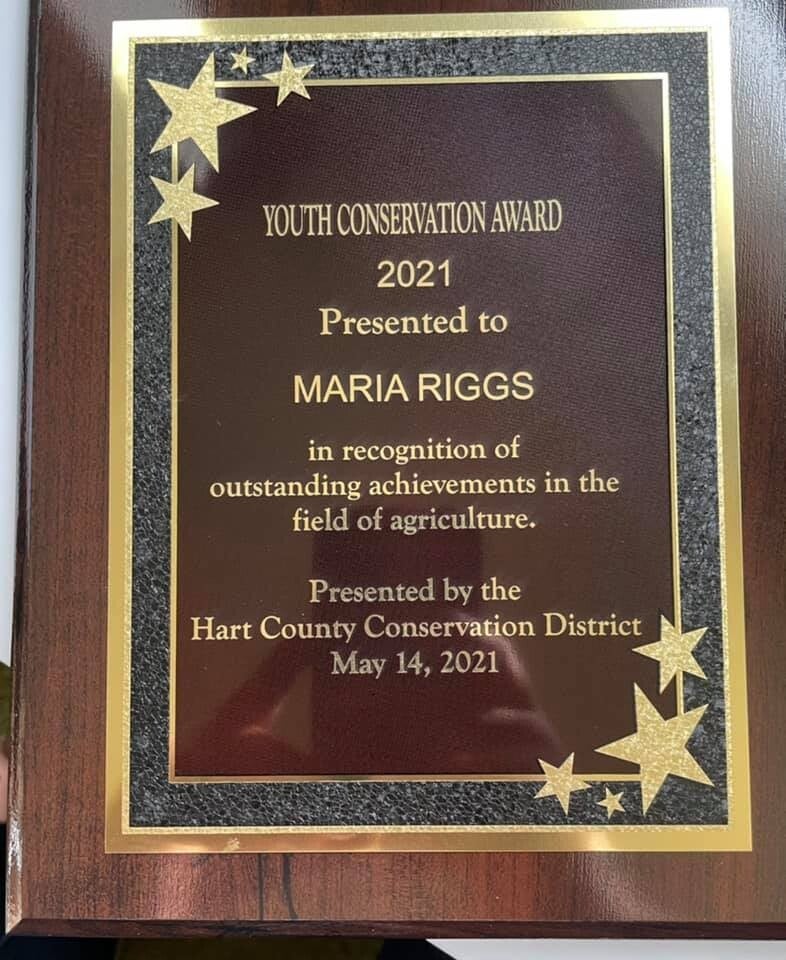 YOUTH CONSERVATION AWARD
2021
Presented to
MARIA RIGGS
in recognition of
outstanding achievements in the
field of agriculture.
Presented by the
Hart County Conservation District
May 14, 2021